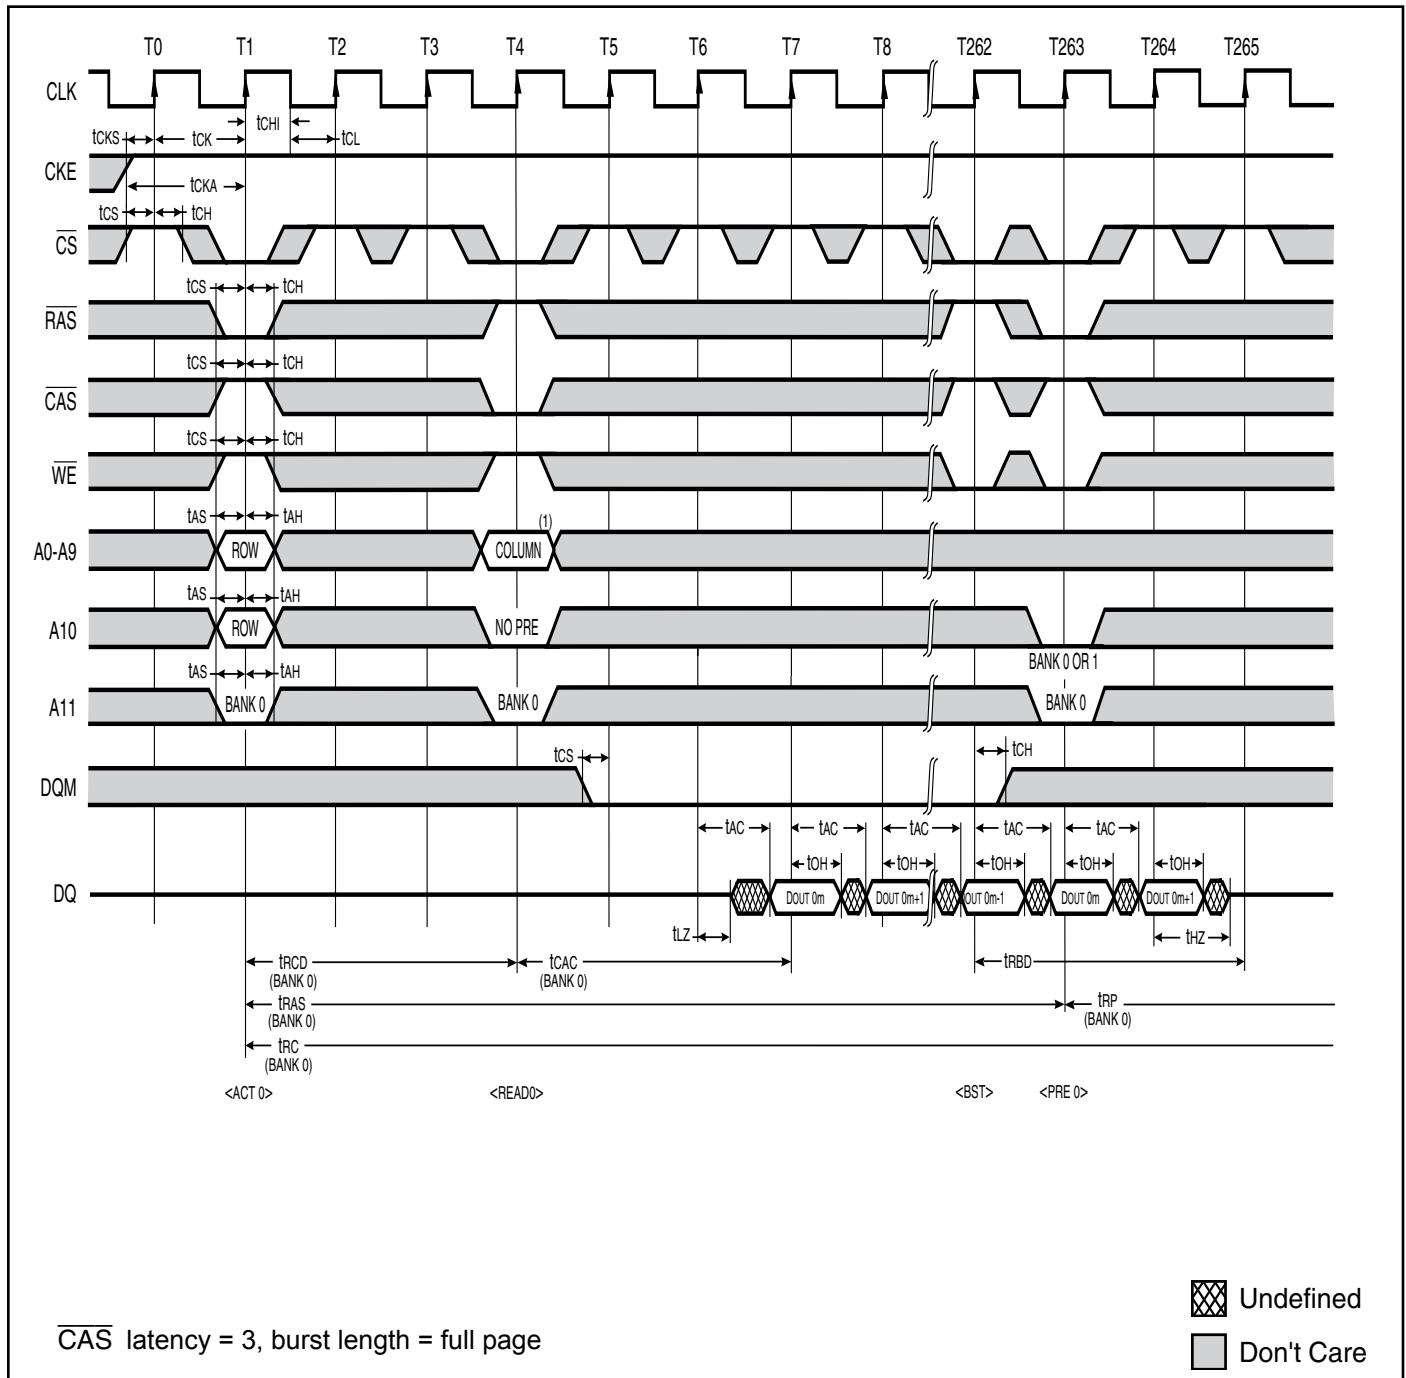 T0 T1 T2 T3 T4 T5 T6 T7 T8 T262 T263 T264 T265
CLK
tCHI
tCKS tCK tCL
CKE
tCKA
tCS tCH
CS
tCS tCH
RAS
tCS tCH
CAS
tCS tCH
WE
tAS tAH (1)
A0-A9 ROW COLUMN
tAS tAH
A10 ROW NO PRE
BANK 0 OR 1
tAS tAH
A11 BANK 0 BANK 0 BANK 0
tCS tCH
DQM
tAC tAC tAC tAC tAC
tOH tOH tOH tOH tOH
DQ DOUT 0m DOUT 0m+1 OUT 0m-1 DOUT 0m DOUT 0m+1
tLZ tHZ
tRCD tCAC tRBD
(BANK 0) (BANK 0)
tRAS tRP
(BANK 0) (BANK 0)
tRC
(BANK 0)
<ACT 0> <READ0> <BST> <PRE 0>
Undefined
CAS latency = 3, burst length = full page
Don't Care